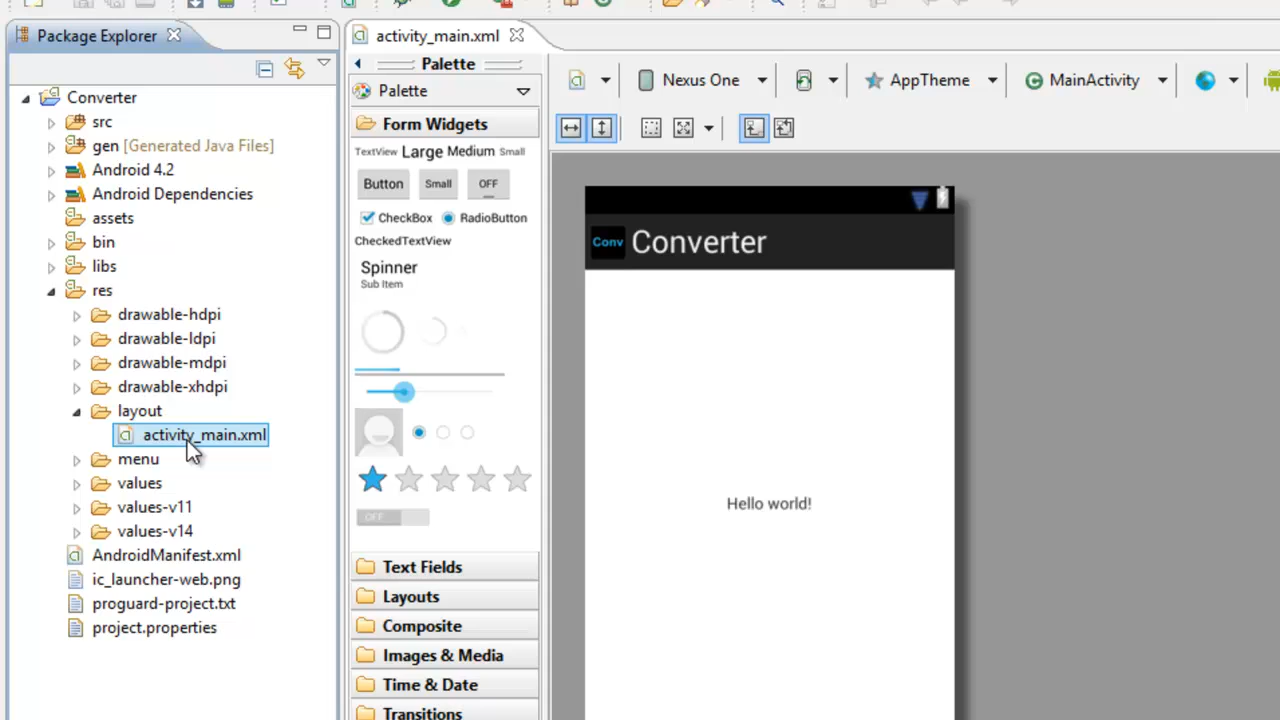 Package Explorer
Converter
src
gen [Generated Java Files]
Android 4.2
Android Dependencies
assets
bin
libs
res
drawable-hdpi
drawable-ldpi
drawable-mdpi
drawable-xhdpi
layout
activity_main.xml
menu
values
values-v11
values-v14
AndroidManifest.xml
ic_launcher-web.png
proguard-project.txt
project.properties
activity_main.xml
Palette
Palette
Form Widgets
TextView Large Medium Small
Button Small OFF
CheckBox RadioButton
CheckedTextView
Spinner
Sub Item
OFF
Text Fields
Layouts
Composite
Images & Media
Time & Date
Transitions
Nexus One AppTheme MainActivity
Conv Converter
Hello world!